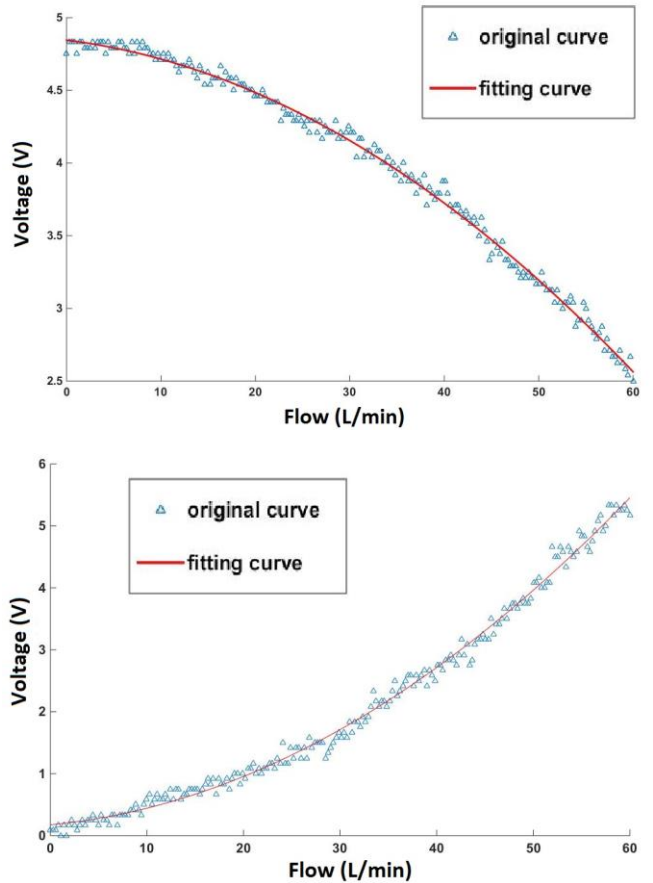 5
4.5
4
3.5
3
2.5
Voltage (V)
original curve
fitting curve
0 10 20 30 40 50 60
Flow (L/min)
6
5
4
3
2
1
0
Voltage (V)
original curve
fitting curve
0 10 20 30 40 50 60
Flow (L/min)